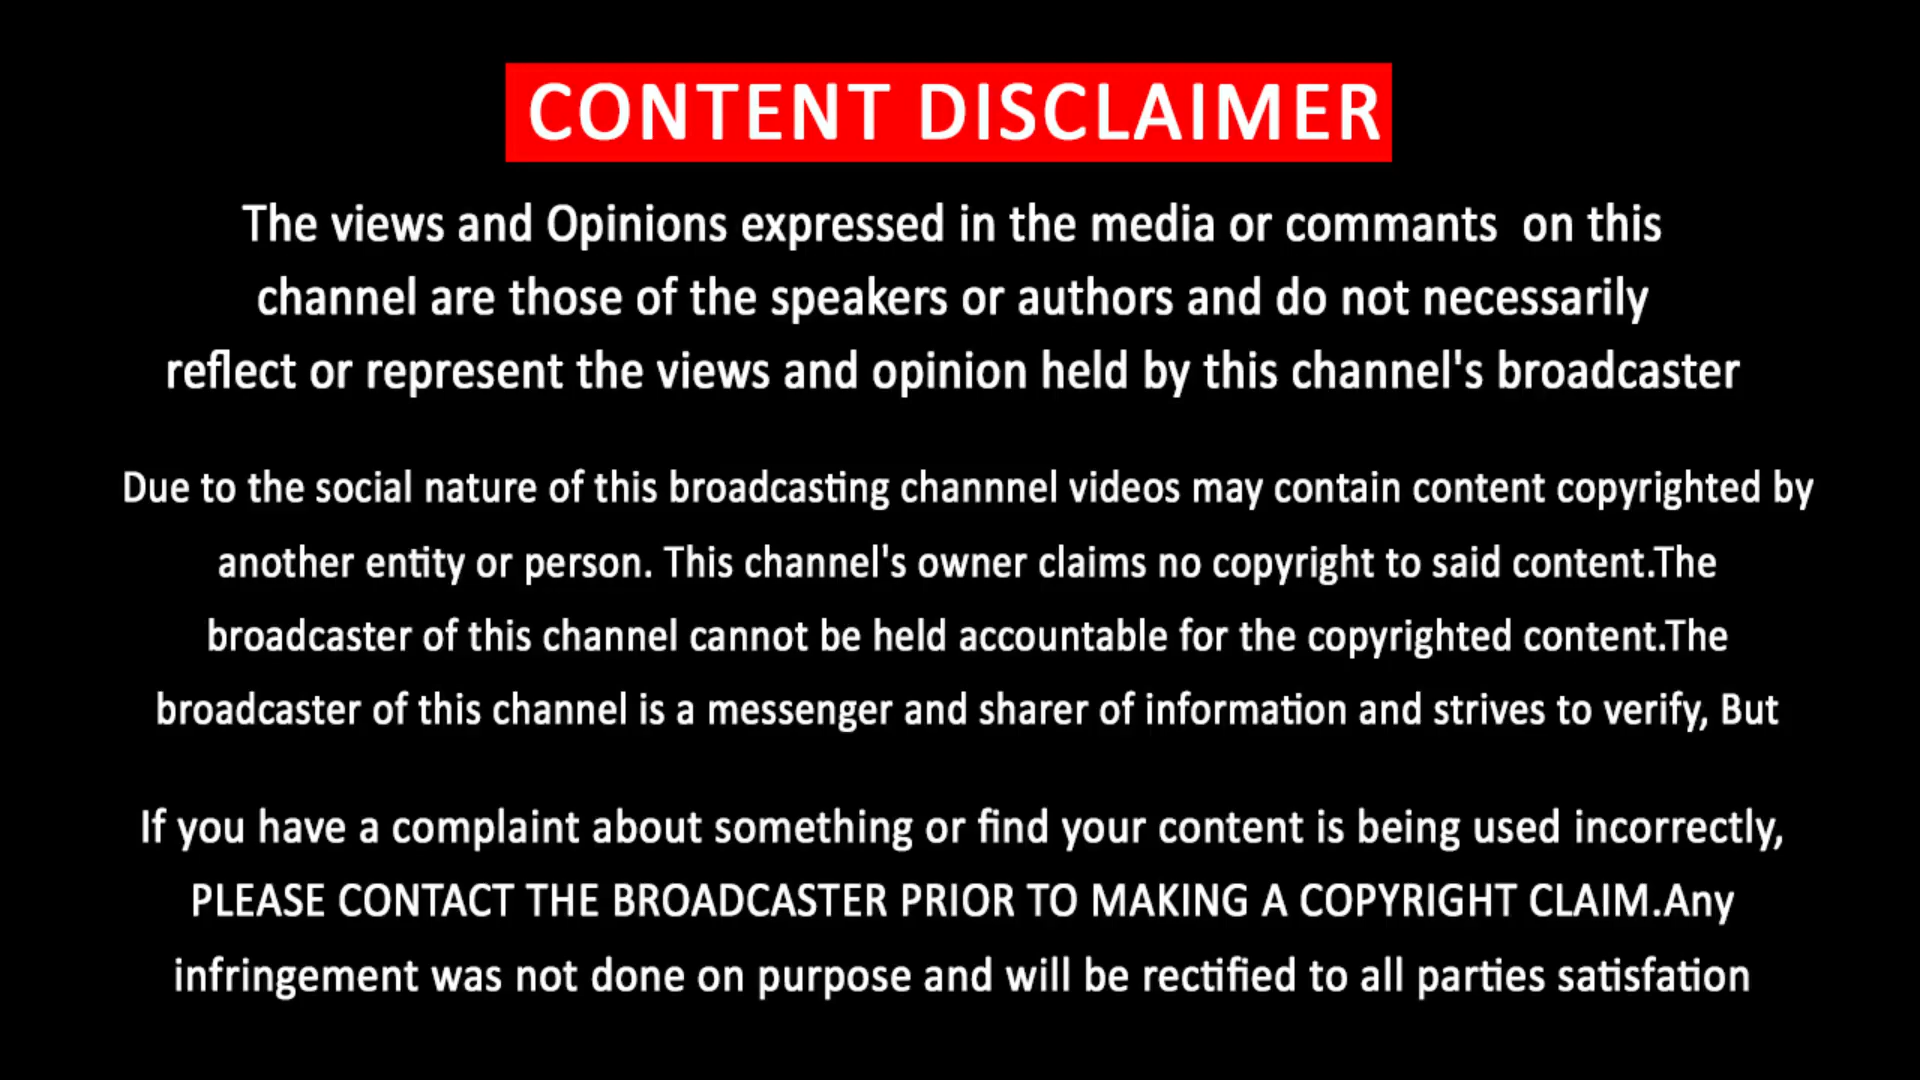 CONTENT DISCLAIMER
The views and Opinions expressed in the media or commants on this
channel are those of the speakers or authors and do not necessarily
reflect or represent the views and opinion held by this channel's broadcaster
Due to the social nature of this broadcasting channnel videos may contain content copyrighted by
another entity or person. This channel's owner claims no copyright to said content.The
broadcaster of this channel cannot be held accountable for the copyrighted content.The
broadcaster of this channel is a messenger and sharer of information and strives to verify, But
If you have a complaint about something or find your content is being used incorrectly,
PLEASE CONTACT THE BROADCASTER PRIOR TO MAKING A COPYRIGHT CLAIM.Any
infringement was not done on purpose and will be rectified to all parties satisfation